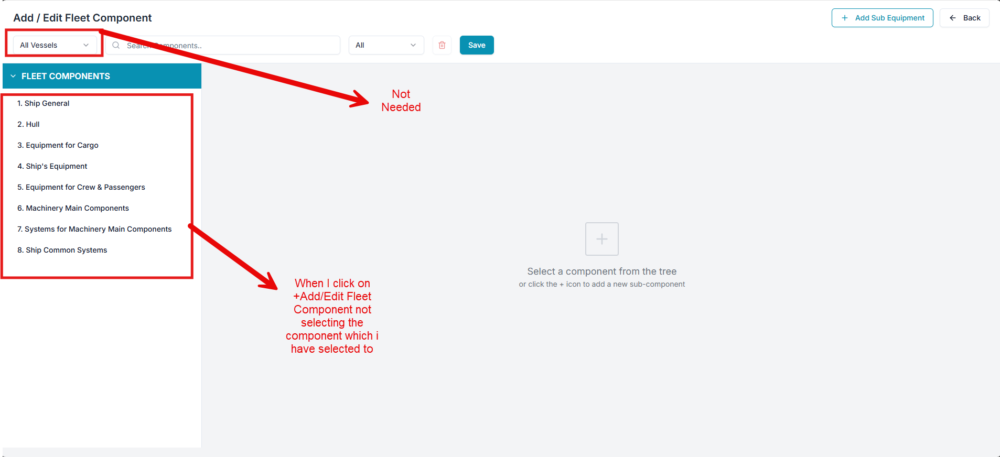 Add / Edit Fleet Component
Add Sub Equipment
Back
All Vessels
Search Components..
All
Save
FLEET COMPONENTS
1. Ship General
2. Hull
3. Equipment for Cargo
4. Ship's Equipment
5. Equipment for Crew & Passengers
6. Machinery Main Components
7. Systems for Machinery Main Components
8. Ship Common Systems
Not
Needed
Select a component from the tree
or click the + icon to add a new sub-component
When I click on
+Add/Edit Fleet
Component not
selecting the
component which i
have selected to